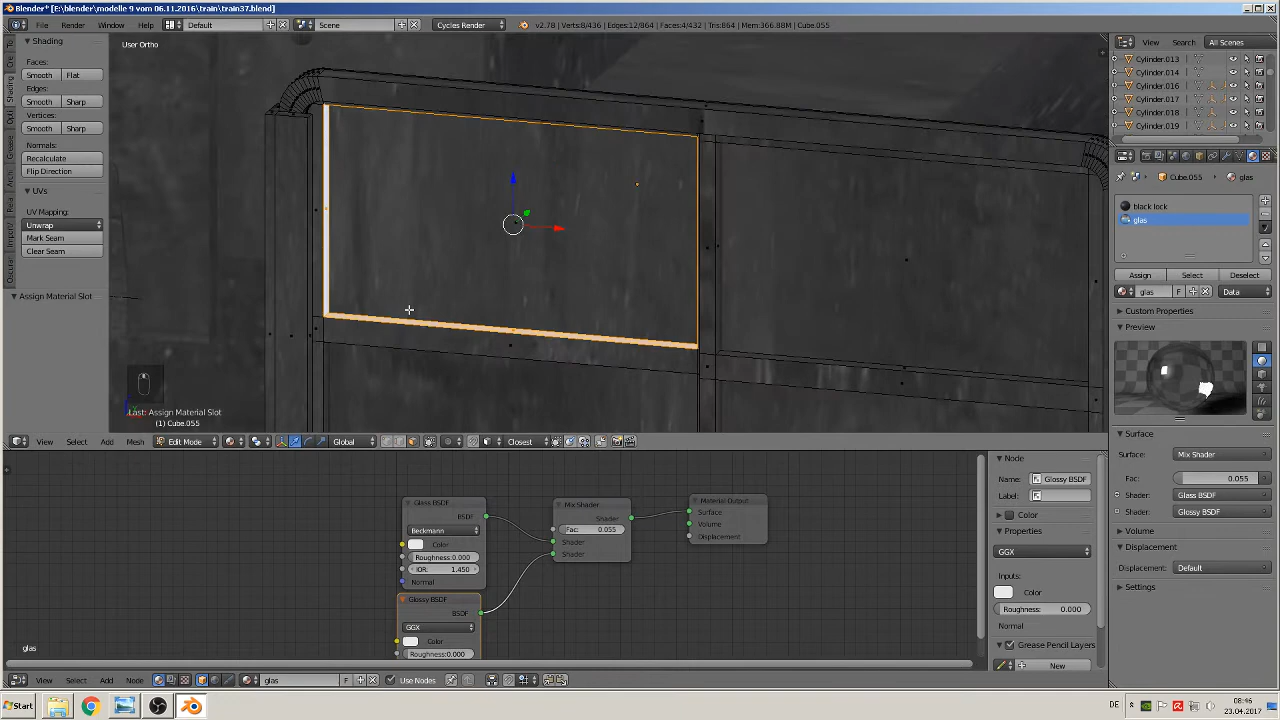 Blender* [E:\blender\modelle 9 vom 06.11.2016\train\train37.blend]
File Render Window Help Default Scene Cycles Render v2.78 | Verts:8/436 | Edges:12/864 | Faces:4/432 | Tris:864 | Mem:366.88M | Cube.055
View Search All Scenes
Shading
Faces:
Smooth Flat
Edges:
Smooth Sharp
Vertices:
Smooth Sharp
Normals:
Recalculate
Flip Direction
UVs
UV Mapping:
Unwrap
Mark Seam
Clear Seam
Assign Material Slot
User Ortho
Last: Assign Material Slot
(1) Cube.055
View Select Add Mesh Edit Mode Global Closest
Cylinder.013
Cylinder.014
Cylinder.016
Cylinder.017
Cylinder.018
Cylinder.019
Cube.055 glas
black lock
glas
Assign Select Deselect
glas F Data
Custom Properties
Preview
Surface
Surface: Mix Shader
Fac: 0.055
Shader: Glass BSDF
Shader: Glossy BSDF
Volume
Displacement
Displacement: Default
Settings
Glass BSDF
BSDF
Beckmann
Color
Roughness:0.000
IOR: 1.450
Normal
Glossy BSDF
BSDF
GGX
Color
Roughness:0.000
Mix Shader
Shader
Fac: 0.055
Shader
Shader
Material Output
Surface
Volume
Displacement
Node
Name: Glossy BSDF
Label:
Properties
GGX
Inputs:
Color
Roughness: 0.000
Normal
Grease Pencil Layers
New
glas
View Select Add Node glas F Use Nodes
Start DE 08:46
23.04.2017